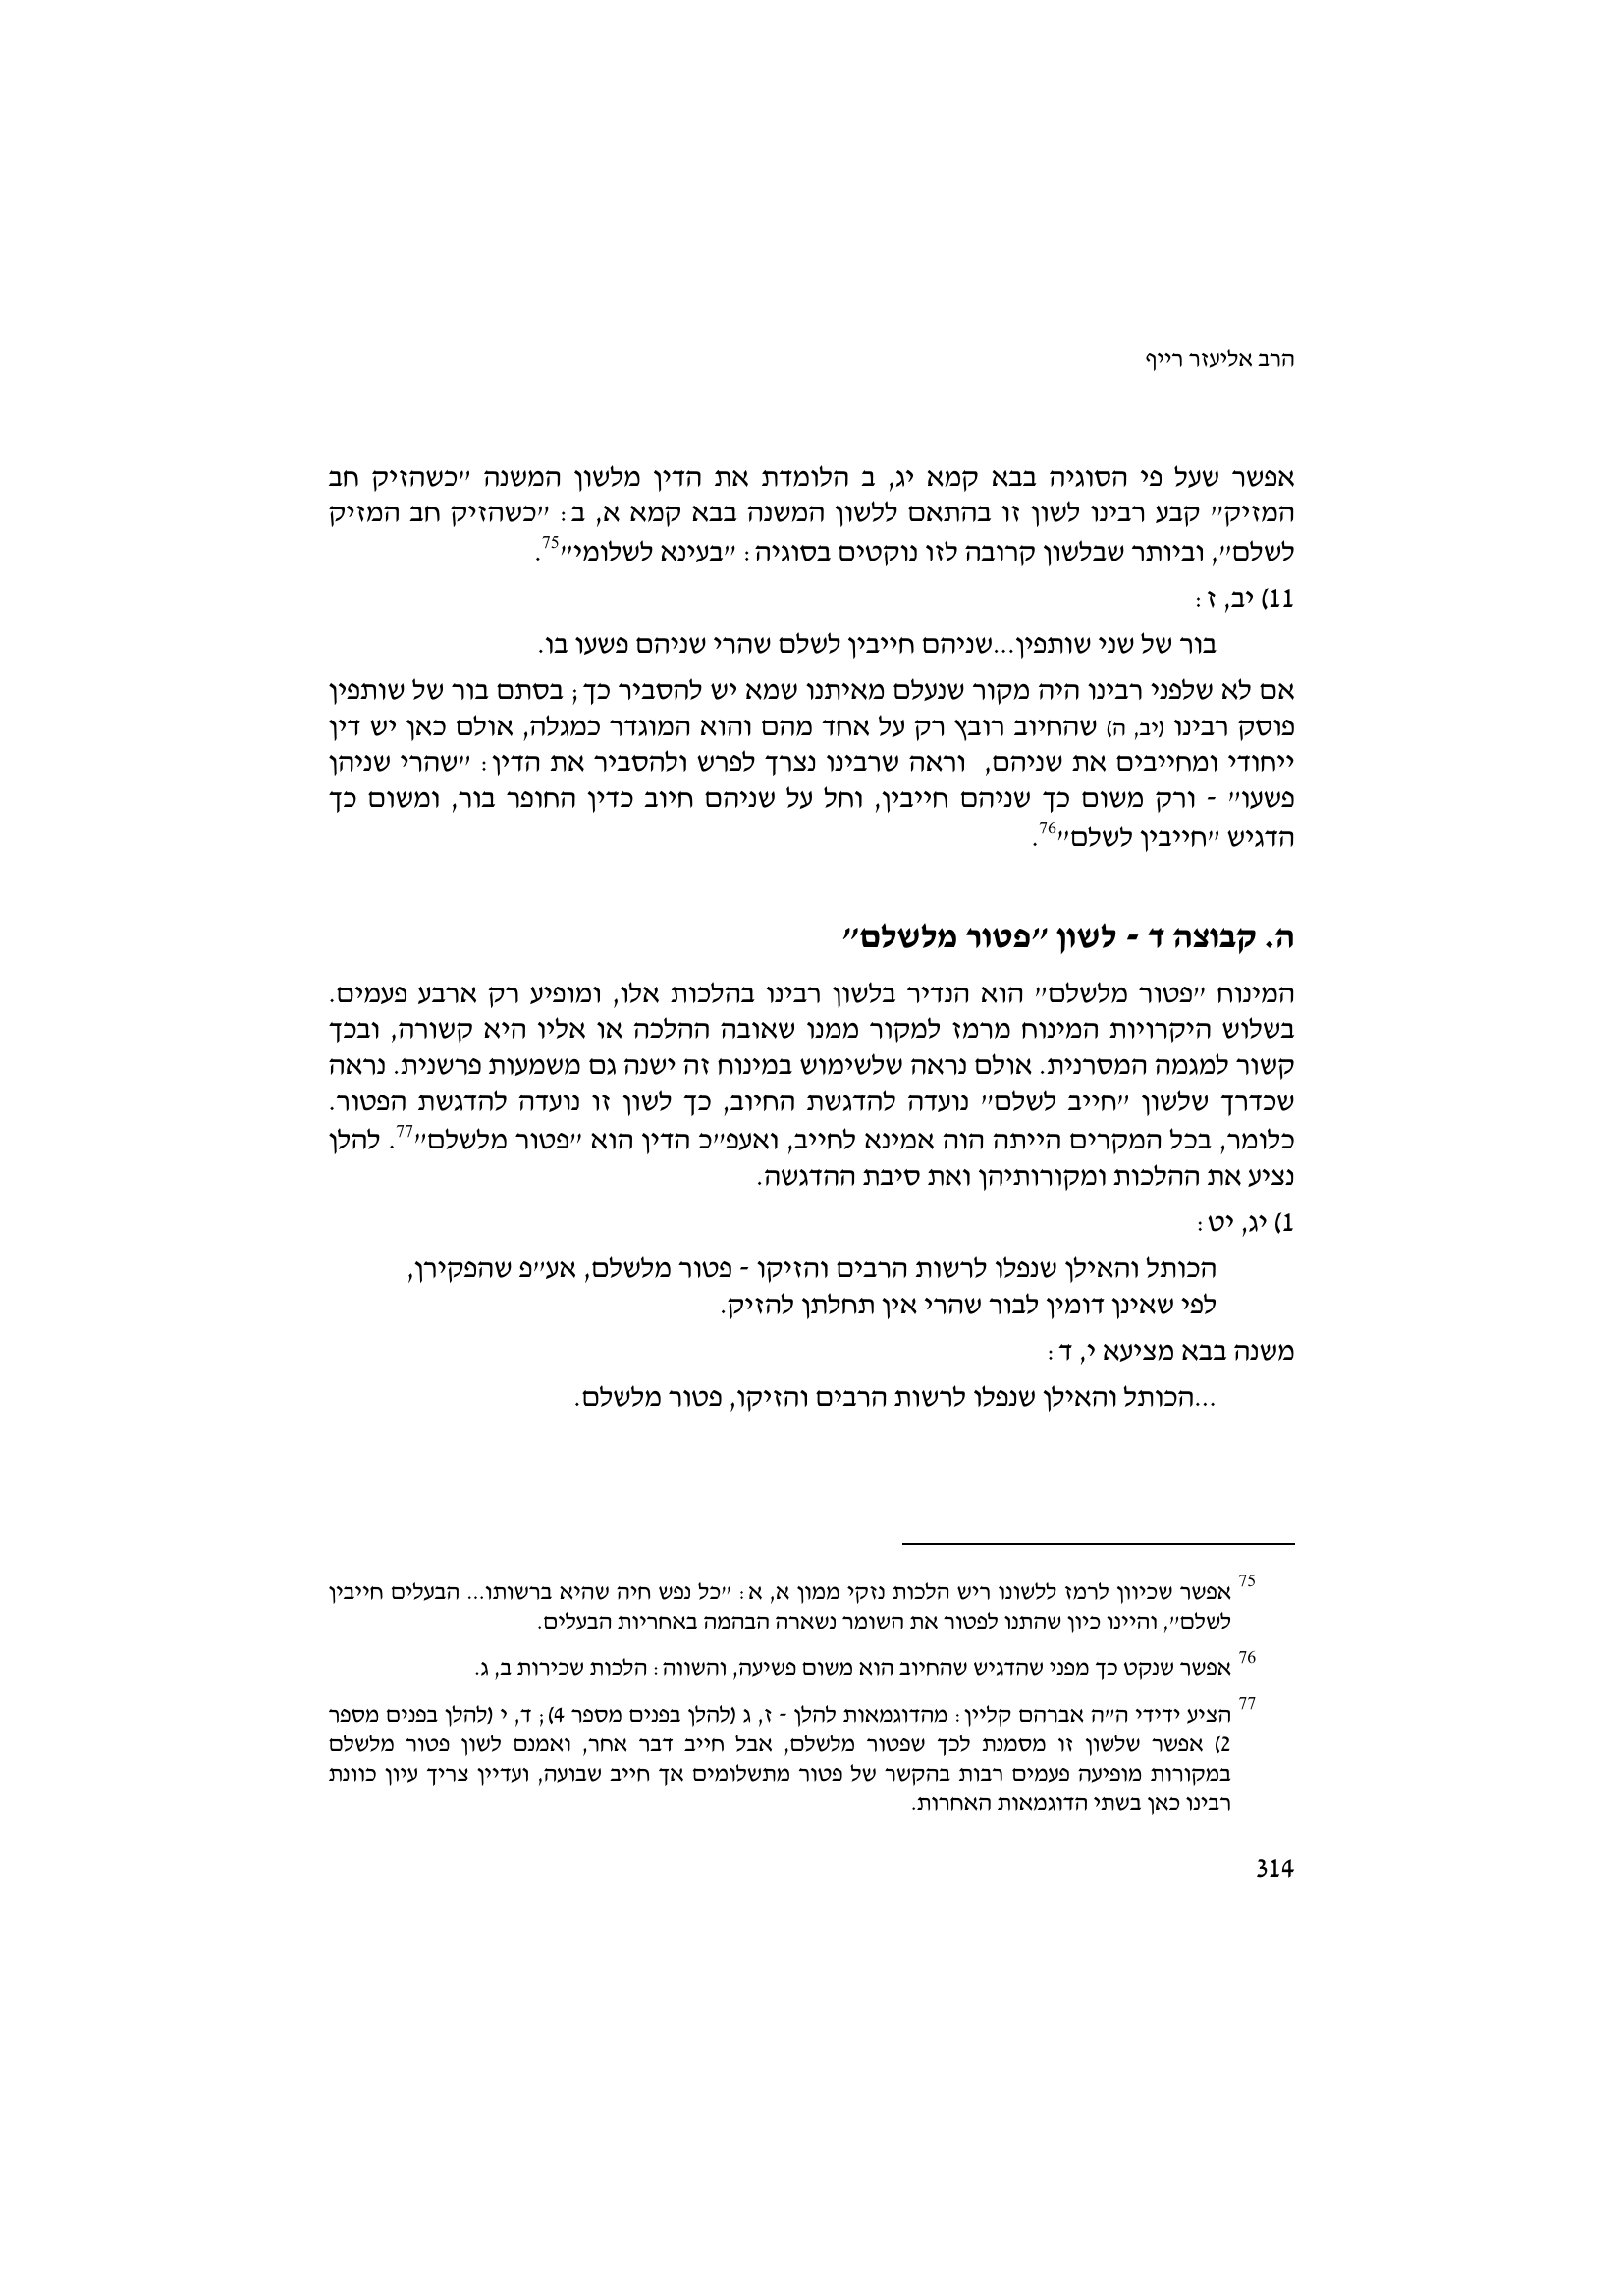 הרב אליעזר רייף
אפשר שעל פי הסוגיה בבא קמא יג, ב הלומדת את הדין מלשון המשנה ״כשהזיק חב
המזיק״ קבע רבינו לשון זו בהתאם ללשון המשנה בבא קמא א, ב: ״כשהזיק חב המזיק
לשלם״, וביותר שבלשון קרובה לזו נוקטים בסוגיה: ״בעינא לשלומי״75.
11) יב, ז:
בור של שני שותפין...שניהם חייבין לשלם שהרי שניהם פשעו בו.
אם לא שלפני רבינו היה מקור שנעלם מאיתנו שמא יש להסביר כך; בסתם בור של שותפין
פוסק רבינו (יב, ה) שהחיוב רובץ רק על אחד מהם והוא המוגדר כמגלה, אולם כאן יש דין
ייחודי ומחייבים את שניהם, וראה שרבינו נצרך לפרש ולהסביר את הדין: ״שהרי שניהן
פשעו״ - ורק משום כך שניהם חייבין, וחל על שניהם חיוב כדין החופר בור, ומשום כך
הדגיש ״חייבין לשלם״76.
ה. קבוצה ד - לשון ״פטור מלשלם״
המינוח ״פטור מלשלם״ הוא הנדיר בלשון רבינו בהלכות אלו, ומופיע רק ארבע פעמים.
בשלוש היקרויות המינוח מרמז למקור ממנו שאובה ההלכה או אליו היא קשורה, ובכך
קשור למגמה המסרנית. אולם נראה שלשימוש במינוח זה ישנה גם משמעות פרשנית. נראה
שכדרך שלשון ״חייב לשלם״ נועדה להדגשת החיוב, כך לשון זו נועדה להדגשת הפטור.
כלומר, בכל המקרים הייתה הוה אמינא לחייב, ואעפ״כ הדין הוא ״פטור מלשלם״77. להלן
נציע את ההלכות ומקורותיהן ואת סיבת ההדגשה.
1) יג, יט:
הכותל והאילן שנפלו לרשות הרבים והזיקו - פטור מלשלם, אע״פ שהפקירן,
לפי שאינן דומין לבור שהרי אין תחלתן להזיק.
משנה בבא מציעא י, ד:
...הכותל והאילן שנפלו לרשות הרבים והזיקו, פטור מלשלם.
75 אפשר שכיוון לרמז ללשונו ריש הלכות נזקי ממון א, א: ״כל נפש חיה שהיא ברשותו... הבעלים חייבין
לשלם״, והיינו כיון שהתנו לפטור את השומר נשארה הבהמה באחריות הבעלים.
76 אפשר שנקט כך מפני שהדגיש שהחיוב הוא משום פשיעה, והשווה: הלכות שכירות ב, ג.
77 הציע ידידי ה״ה אברהם קליין: מהדוגמאות להלן - ז, ג (להלן בפנים מספר 4); ד, י (להלן בפנים מספר
2) אפשר שלשון זו מסמנת לכך שפטור מלשלם, אבל חייב דבר אחר, ואמנם לשון פטור מלשלם
במקורות מופיעה פעמים רבות בהקשר של פטור מתשלומים אך חייב שבועה, ועדיין צריך עיון כוונת
רבינו כאן בשתי הדוגמאות האחרות.
314